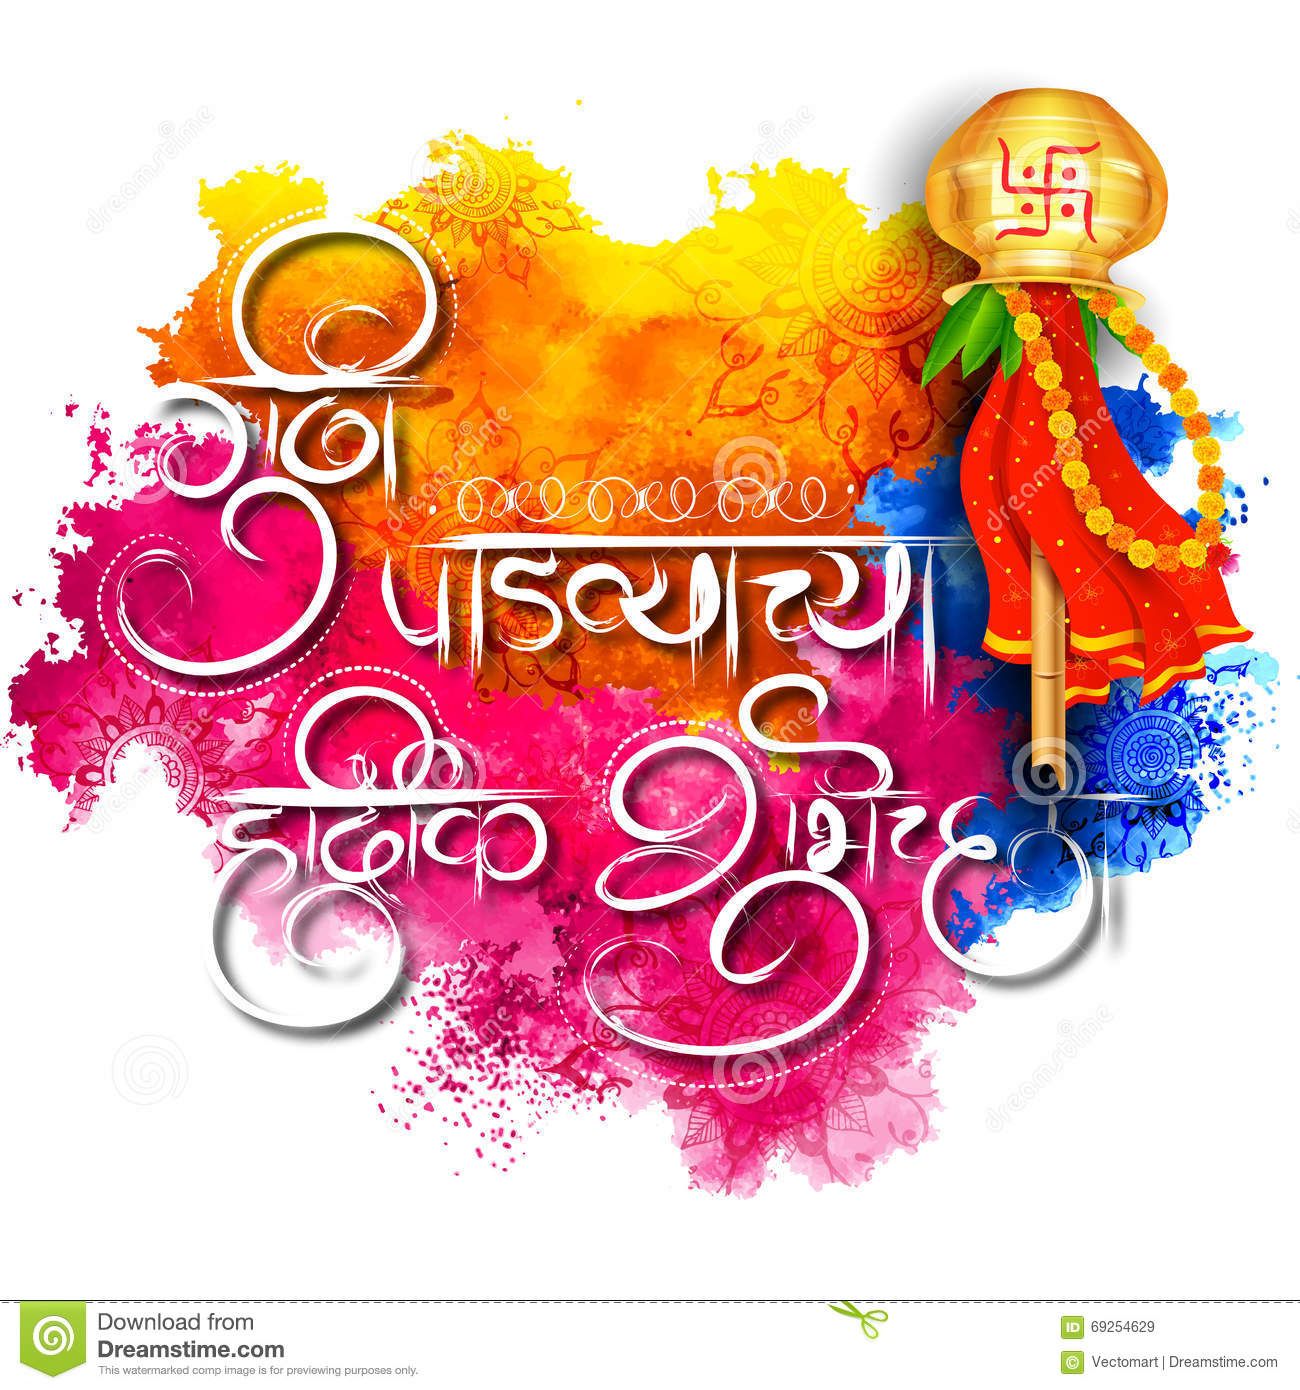 गुढी
पाडव्याच्या
हार्दीक शुभेच्छा
dreamstime
Download from
Dreamstime.com
This watermarked comp image is for previewing purposes only.
ID 69254629
© Vectomart | Dreamstime.com